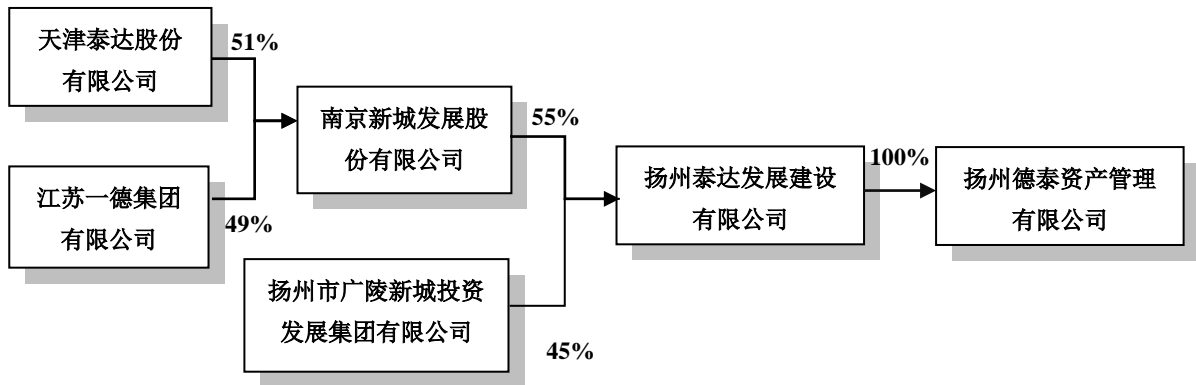 天津泰达股份
有限公司
51%
江苏一德集团
有限公司
49%
南京新城发展股
份有限公司
55%
扬州市广陵新城投资
发展集团有限公司
45%
扬州泰达发展建设
有限公司
100%
扬州德泰资产管理
有限公司